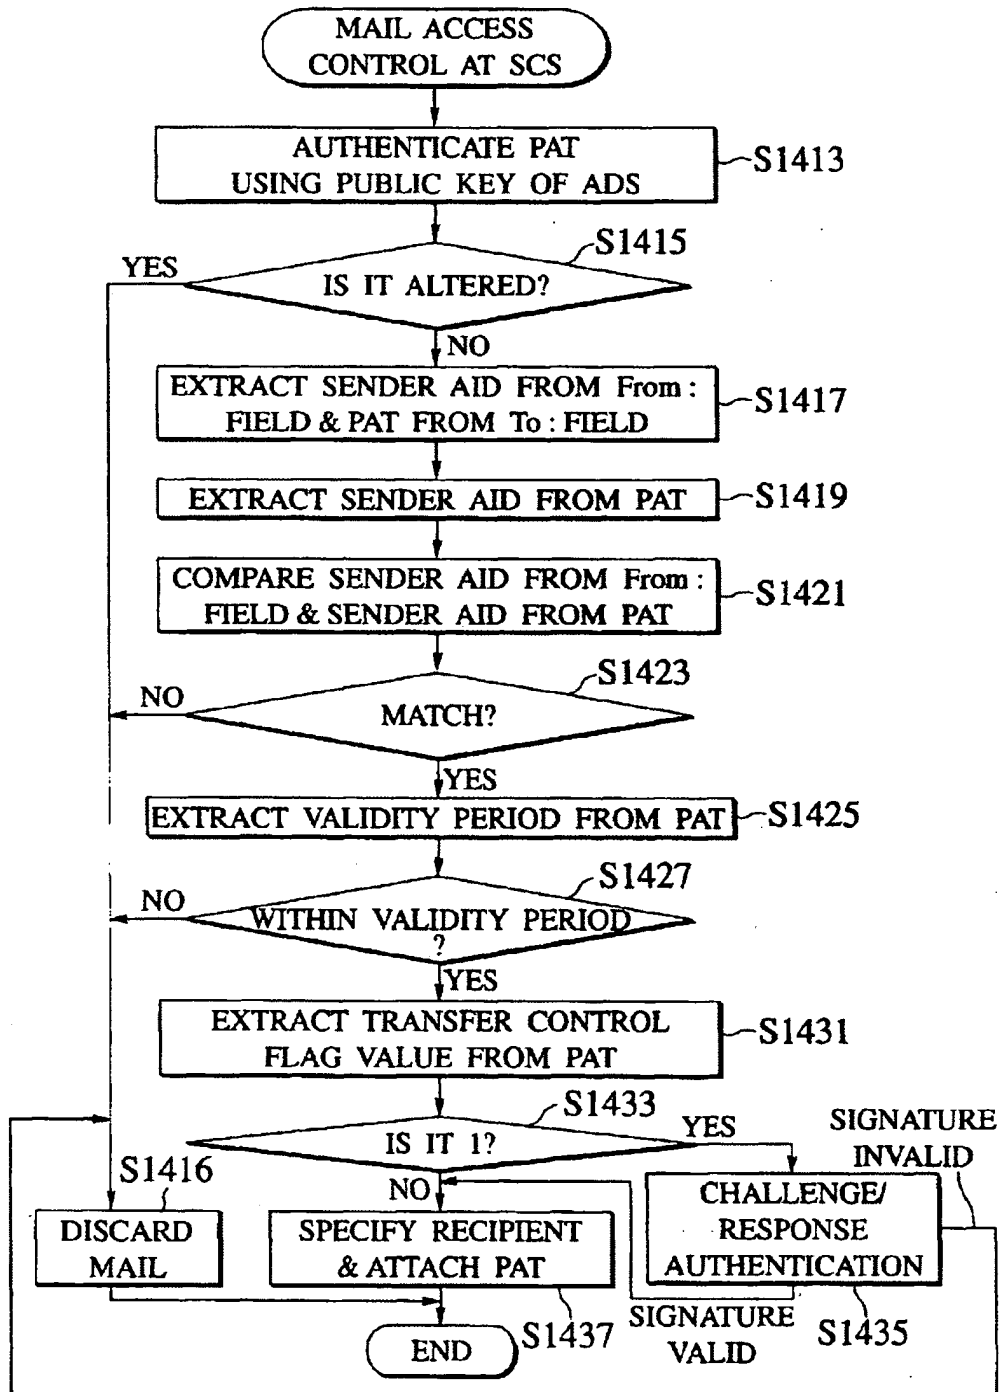 MAIL ACCESS
CONTROL AT SCS
AUTHENTICATE PAT
USING PUBLIC KEY OF ADS
S1413
S1415
YES
IS IT ALTERED?
NO
EXTRACT SENDER AID FROM From :
FIELD & PAT FROM To : FIELD
S1417
EXTRACT SENDER AID FROM PAT
S1419
COMPARE SENDER AID FROM From :
FIELD & SENDER AID FROM PAT
S1421
S1423
NO
MATCH?
YES
EXTRACT VALIDITY PERIOD FROM PAT
S1425
S1427
NO
WITHIN VALIDITY PERIOD
?
YES
EXTRACT TRANSFER CONTROL
FLAG VALUE FROM PAT
S1431
S1433
IS IT 1?
YES
SIGNATURE
INVALID
S1416
NO
DISCARD
MAIL
SPECIFY RECIPIENT
& ATTACH PAT
CHALLENGE/
RESPONSE
AUTHENTICATION
S1437
SIGNATURE
VALID
S1435
END